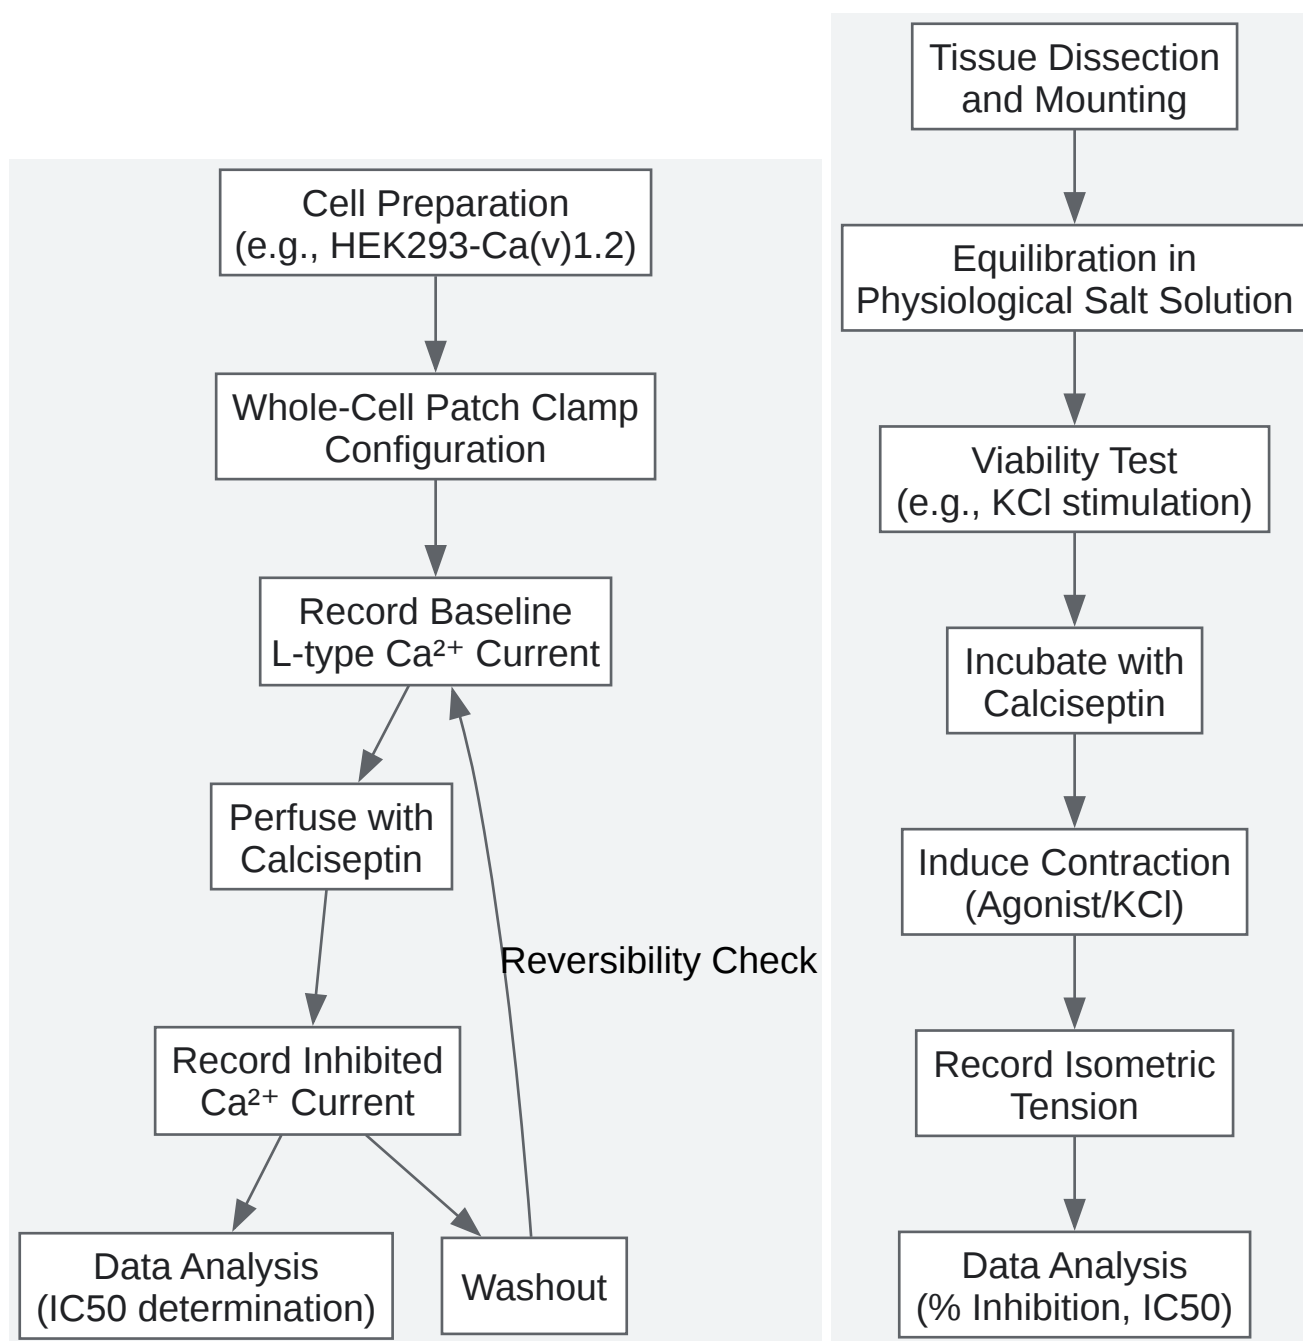 Cell Preparation
(e.g., HEK293-Ca(v)1.2)
Whole-Cell Patch Clamp
Configuration
Record Baseline
L-type Ca²⁺ Current
Perfuse with
Calciseptin
Reversibility Check
Record Inhibited
Ca²⁺ Current
Data Analysis
(IC50 determination)
Washout
Tissue Dissection
and Mounting
Equilibration in
Physiological Salt Solution
Viability Test
(e.g., KCl stimulation)
Incubate with
Calciseptin
Induce Contraction
(Agonist/KCl)
Record Isometric
Tension
Data Analysis
(% Inhibition, IC50)